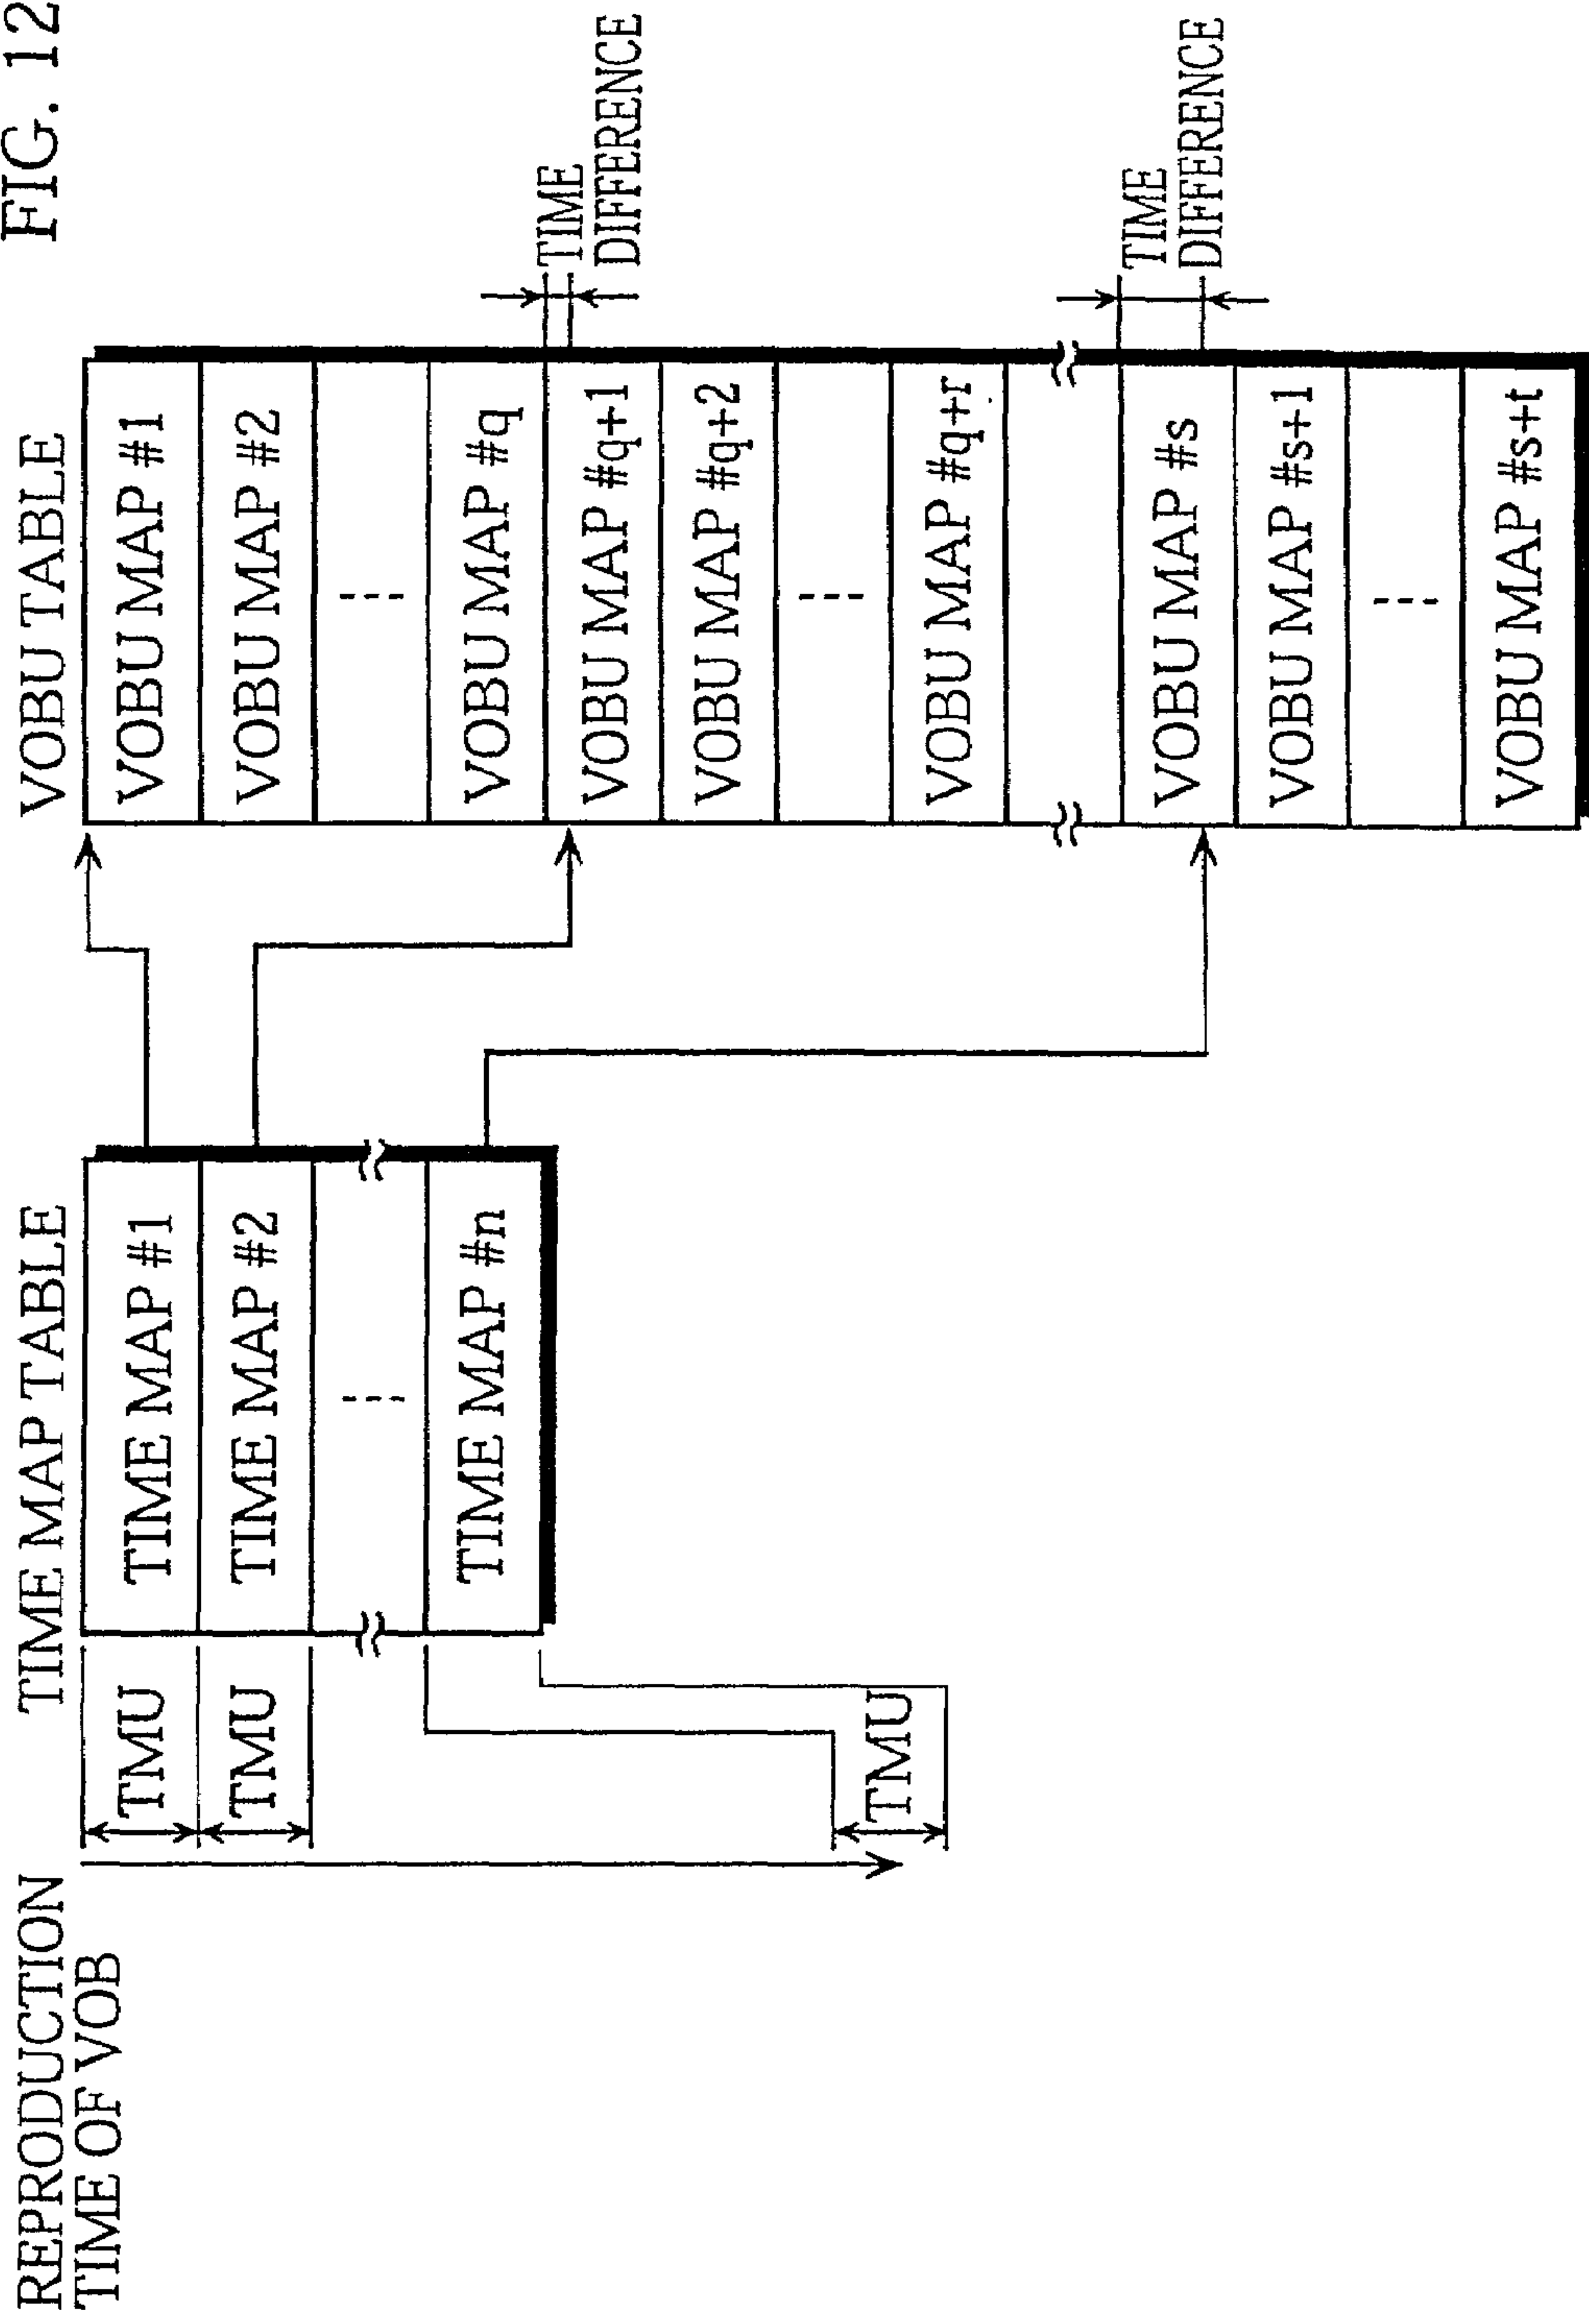 FIG. 12
REPRODUCTION
TIME OF VOB
TIME MAP TABLE
VOBU TABLE
TMU
TMU
TMU
TIME MAP #1
TIME MAP #2
---
TIME MAP #n
VOBU MAP #1
VOBU MAP #2
---
VOBU MAP #q
VOBU MAP #q+1
VOBU MAP #q+2
---
VOBU MAP #q+r
VOBU MAP #s
VOBU MAP #s+1
---
VOBU MAP #s+t
TIME
DIFFERENCE
TIME
DIFFERENCE